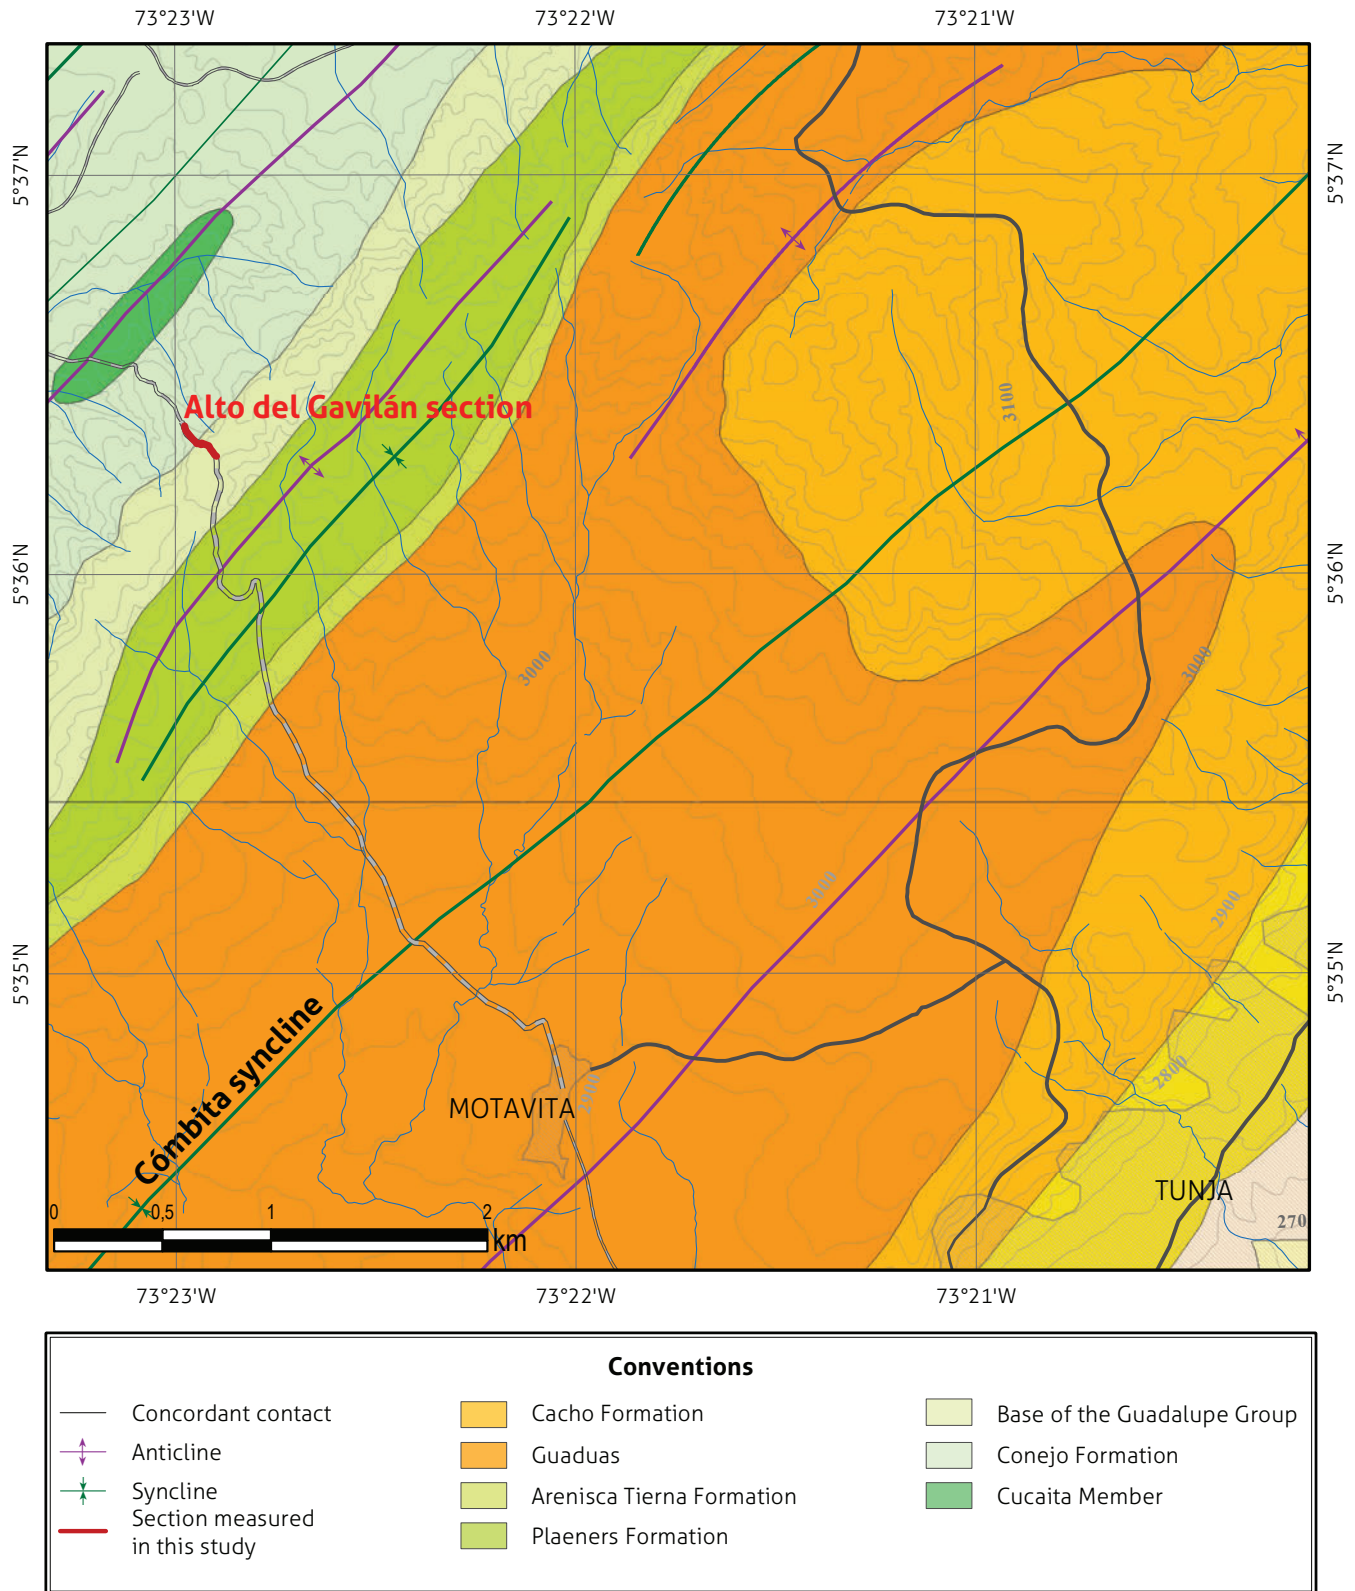 73°23'W 73°22'W 73°21'W
5°37'N 5°37'N
3100
Alto del Gavilán section
5°36'N 5°36'N
3000 3000
3000 2900
5°35'N 5°35'N
Cómbita syncline
2800
2900
MOTAVITA
TUNJA
270
0 0,5 1 2
km
73°23'W 73°22'W 73°21'W
Conventions
Concordant contact
Anticline
Syncline
Section measured
in this study
Cacho Formation
Guaduas
Arenisca Tierna Formation
Plaeners Formation
Base of the Guadalupe Group
Conejo Formation
Cucaita Member